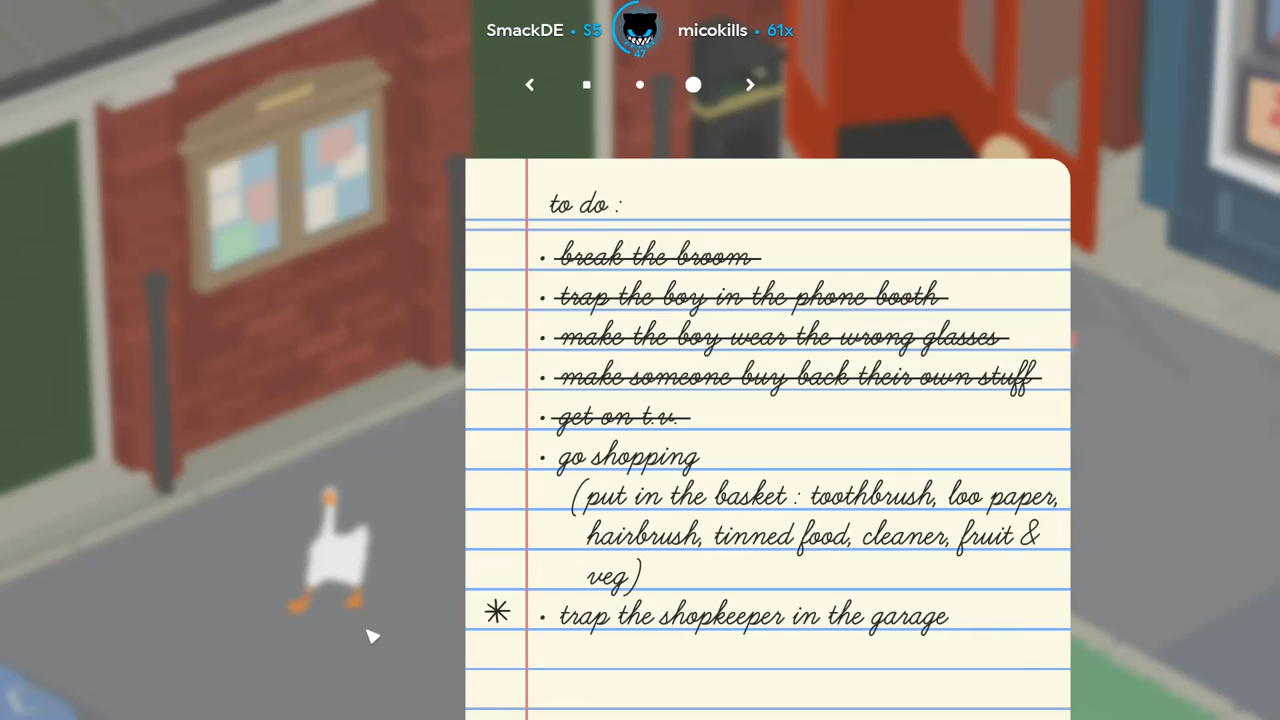 SmackDE • S5 micokills • 61x
47
to do :
• break the broom
• trap the boy in the phone booth
• make the boy wear the wrong glasses
• make someone buy back their own stuff
• get on t.v.
• go shopping
(put in the basket : toothbrush, loo paper,
hairbrush, tinned food, cleaner, fruit &
veg)
• trap the shopkeeper in the garage